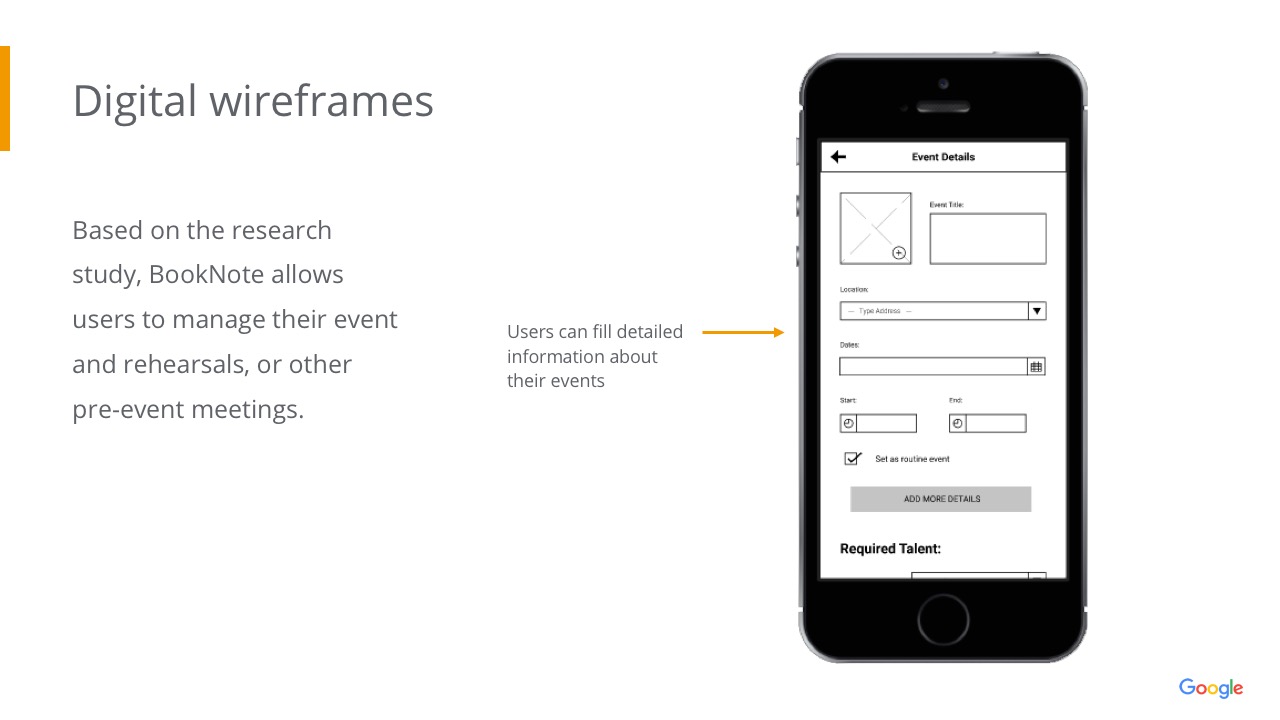 Digital wireframes
Based on the research
study, BookNote allows
users to manage their event
and rehearsals, or other
pre-event meetings.
Users can fill detailed
information about
their events
Event Details
Event Title:
Location:
— Type Address —
Dates:
Start: End:
Set as routine event
ADD MORE DETAILS
Required Talent:
Google